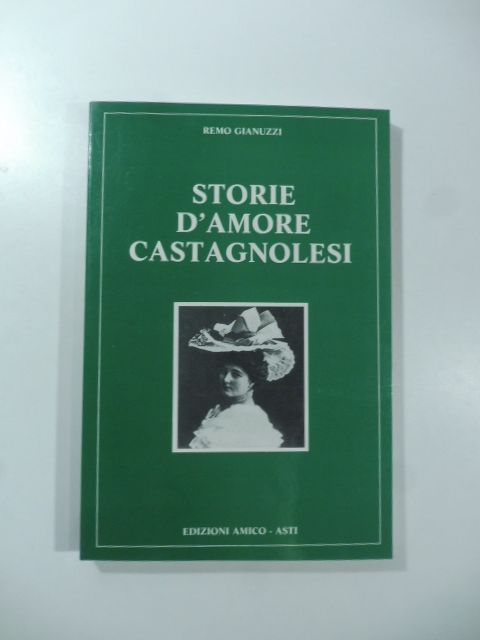 REMO GIANUZZI
STORIE
D'AMORE
CASTAGNOLESI
EDIZIONI AMICO - ASTI